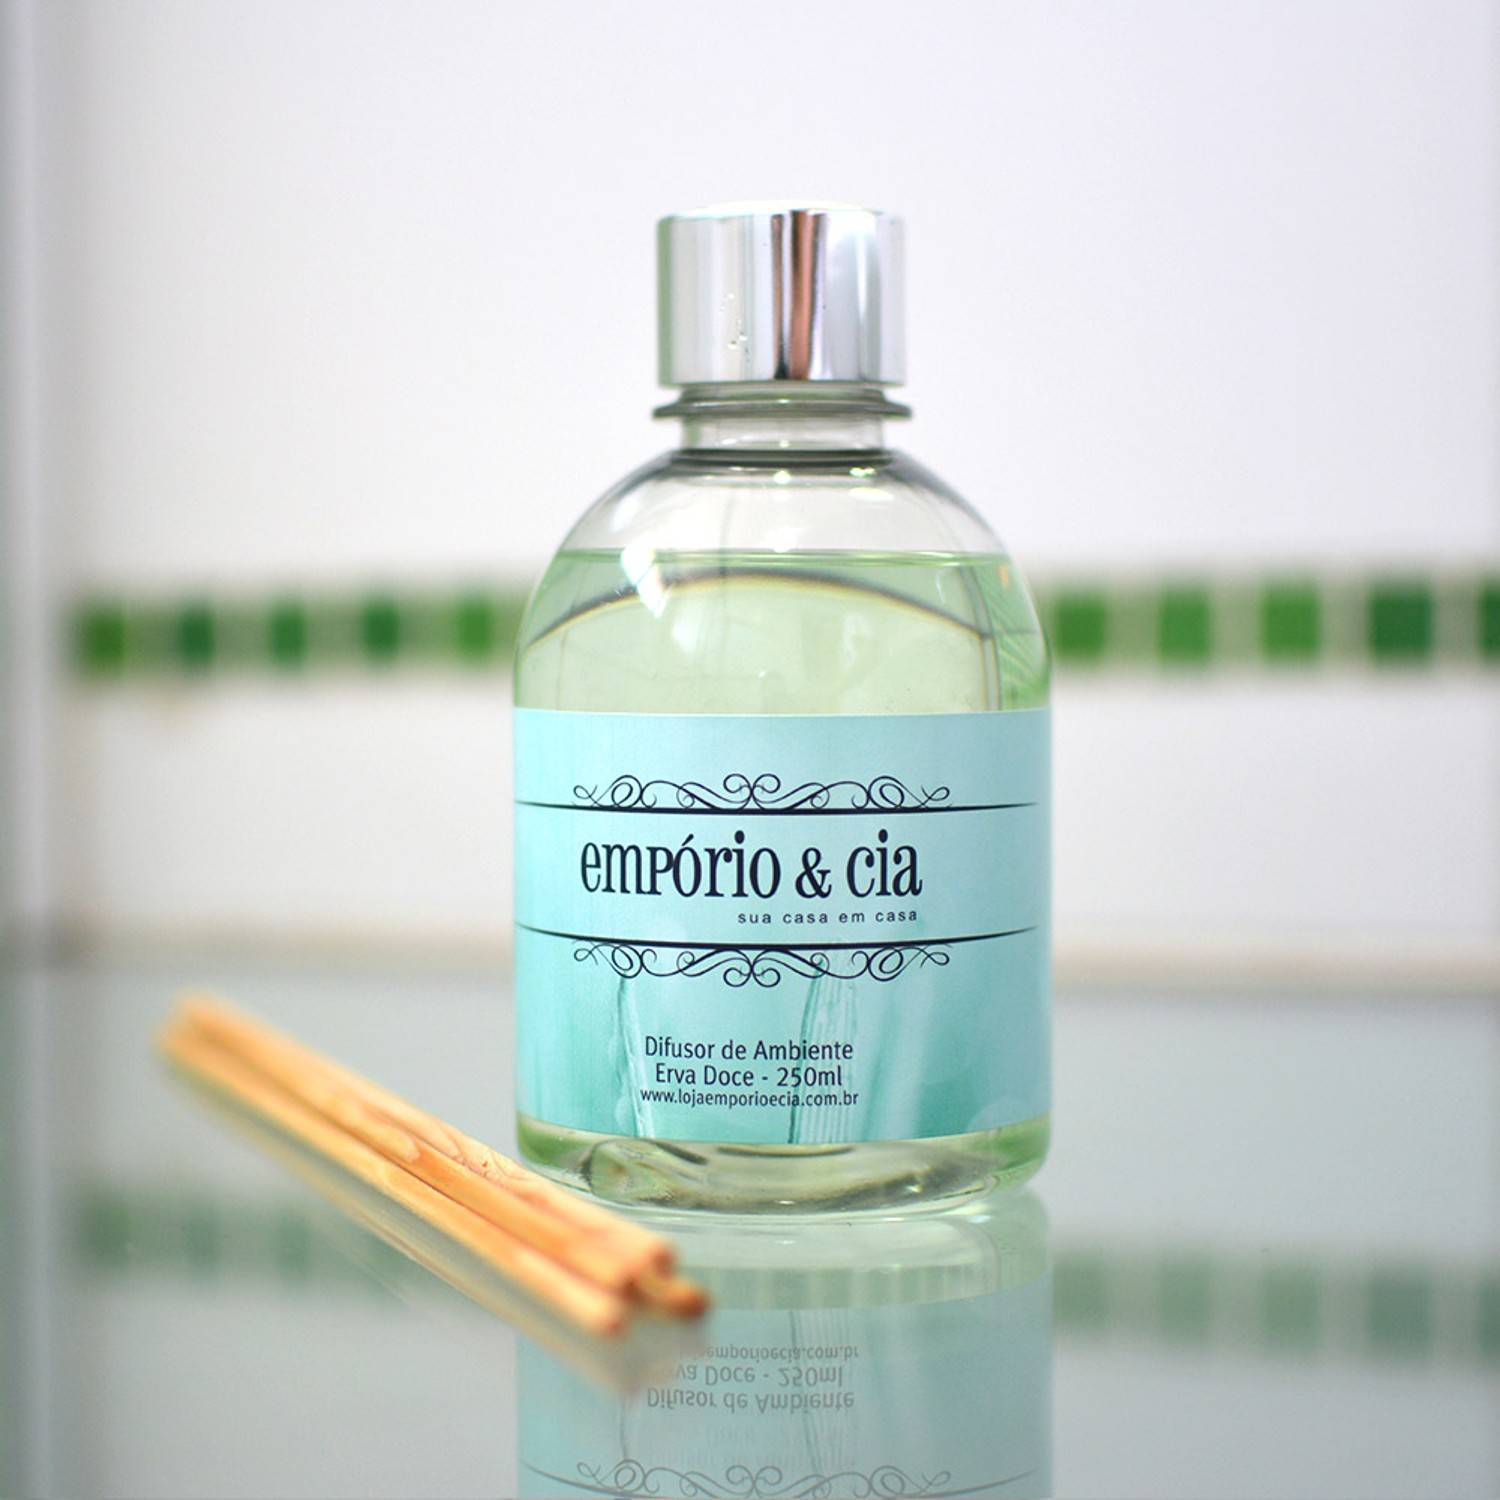 empório & cia
sua casa em casa
Difusor de Ambiente
Erva Doce - 250ml
www.lojaemporioecia.com.br